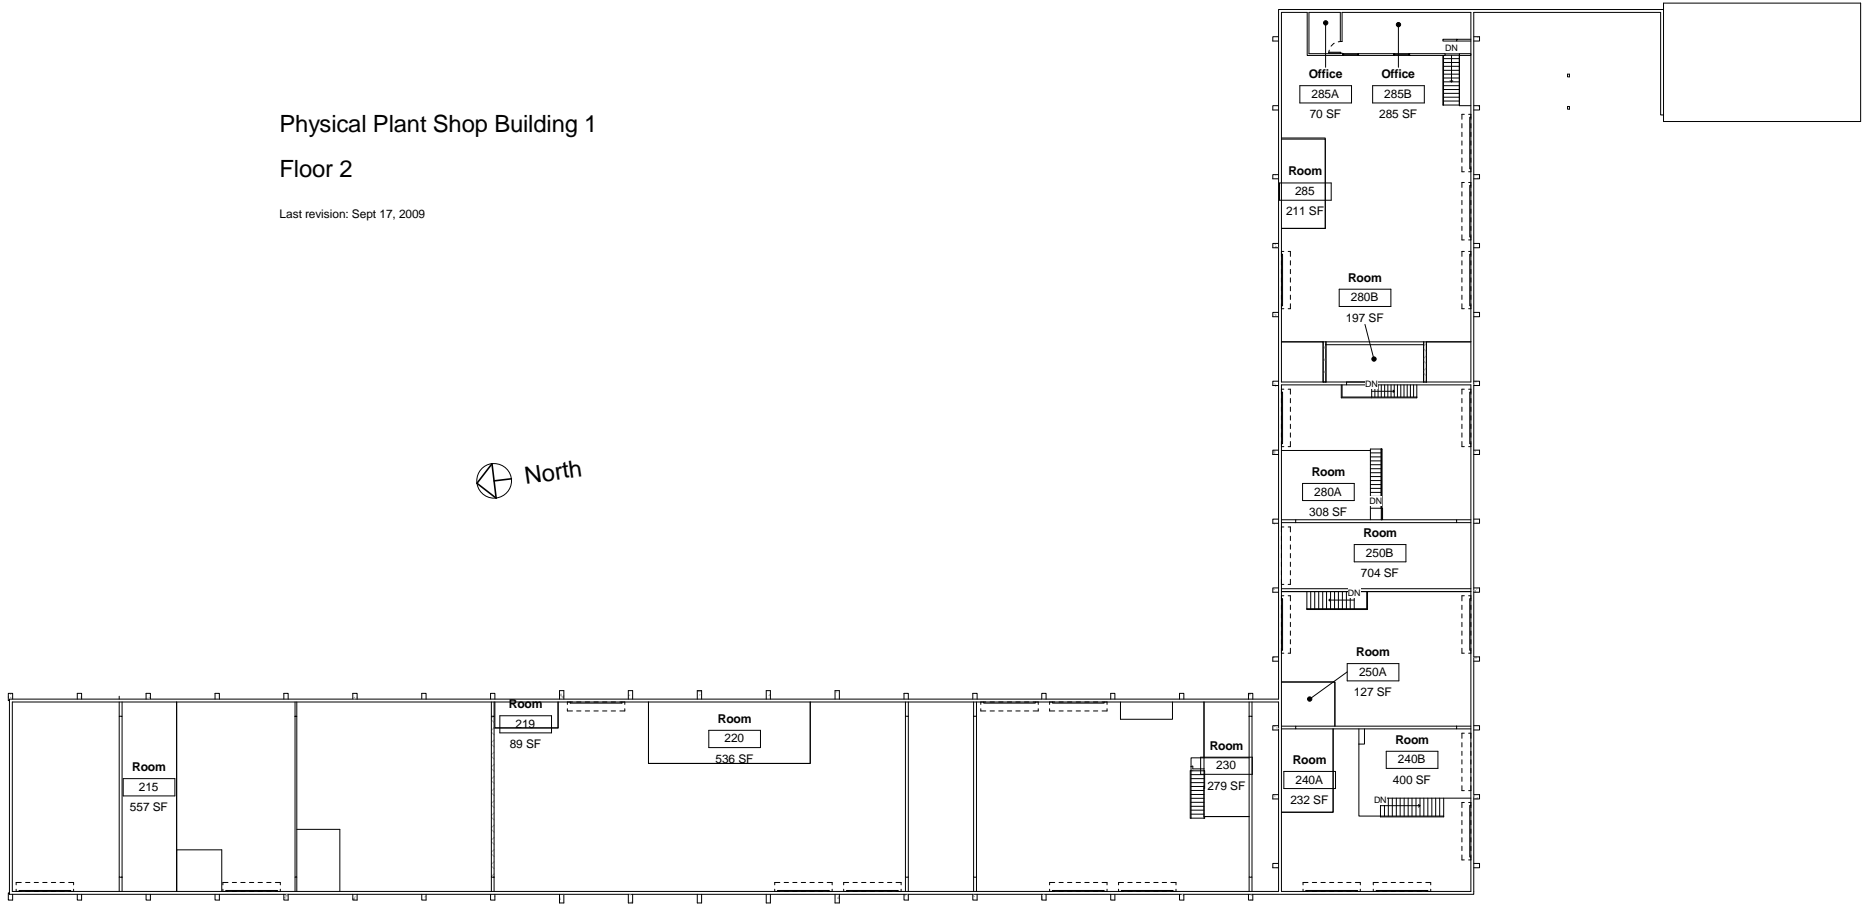 Physical Plant Shop Building 1
Floor 2
Last revision: Sept 17, 2009
North
DN
Office
285A
70 SF
Office
285B
285 SF
Room
285
211 SF
Room
280B
197 SF
DN
Room
280A
308 SF
DN
Room
250B
704 SF
DN
Room
250A
127 SF
Room
240B
400 SF
DN
Room
240A
232 SF
Room
230
279 SF
Room
220
536 SF
Room
219
89 SF
Room
215
557 SF